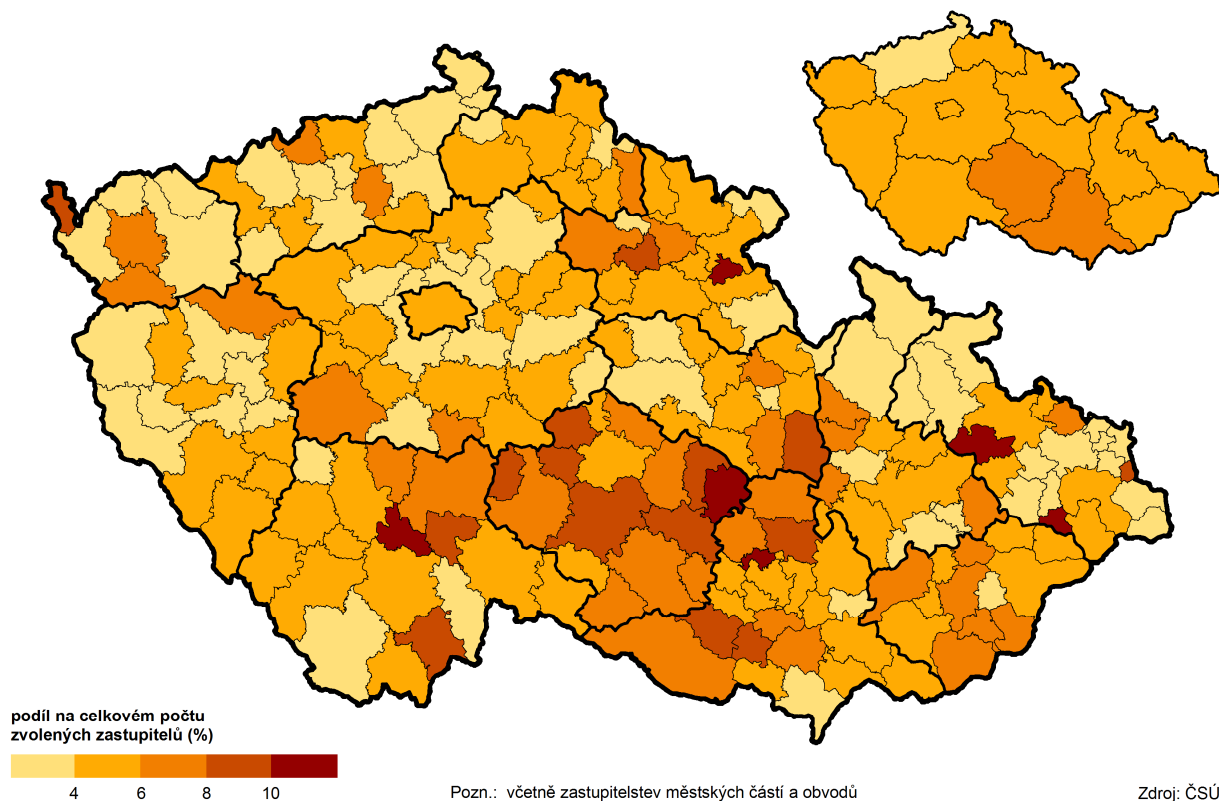 podíl na celkovém počtu
zvolených zastupitelů (%)
4 6 8 10
Pozn.: včetně zastupitelstev městských částí a obvodů
Zdroj: ČSÚ